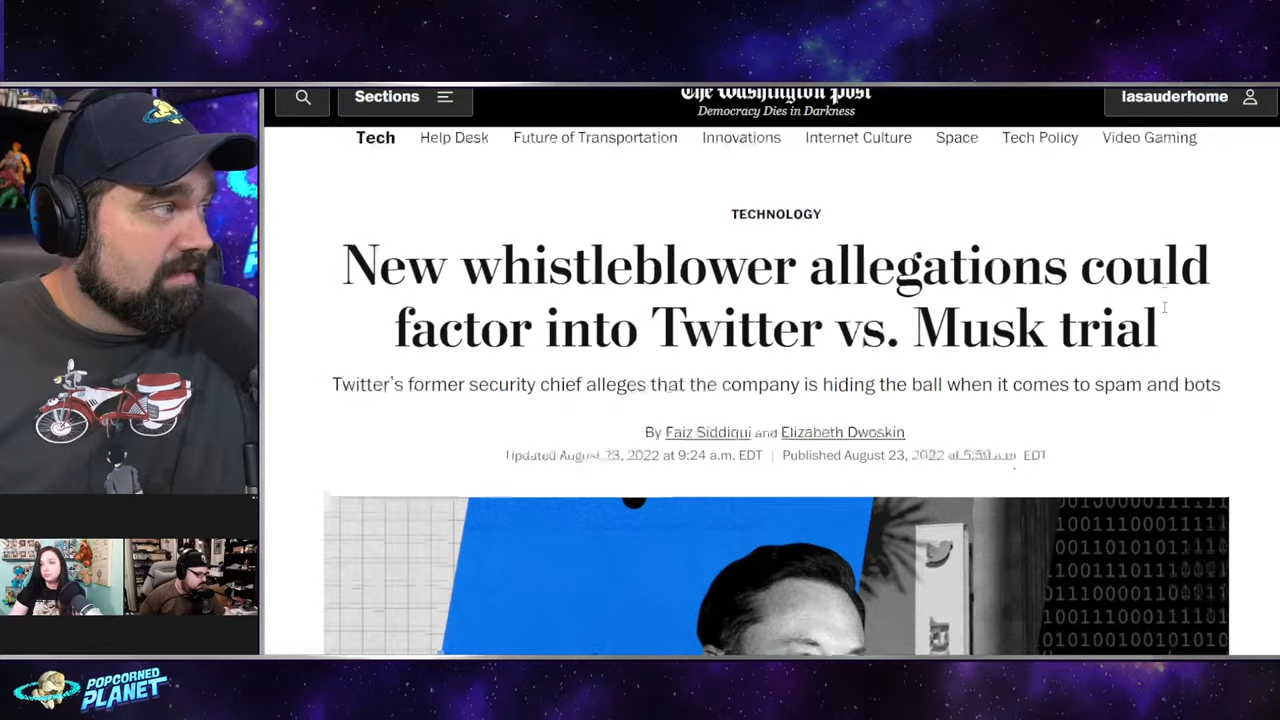 The Washington Post
Democracy Dies in Darkness
Sections
lasauderhome
Tech
Help Desk
Future of Transportation
Innovations
Internet Culture
Space
Tech Policy
Video Gaming
TECHNOLOGY
New whistleblower allegations could
factor into Twitter vs. Musk trial
Twitter's former security chief alleges that the company is hiding the ball when it comes to spam and bots
By Faiz Siddiqui and Elizabeth Dwoskin
Updated August 23, 2022 at 9:24 a.m. EDT | Published August 23, 2022 at EDT
POPCORNED
PLANET